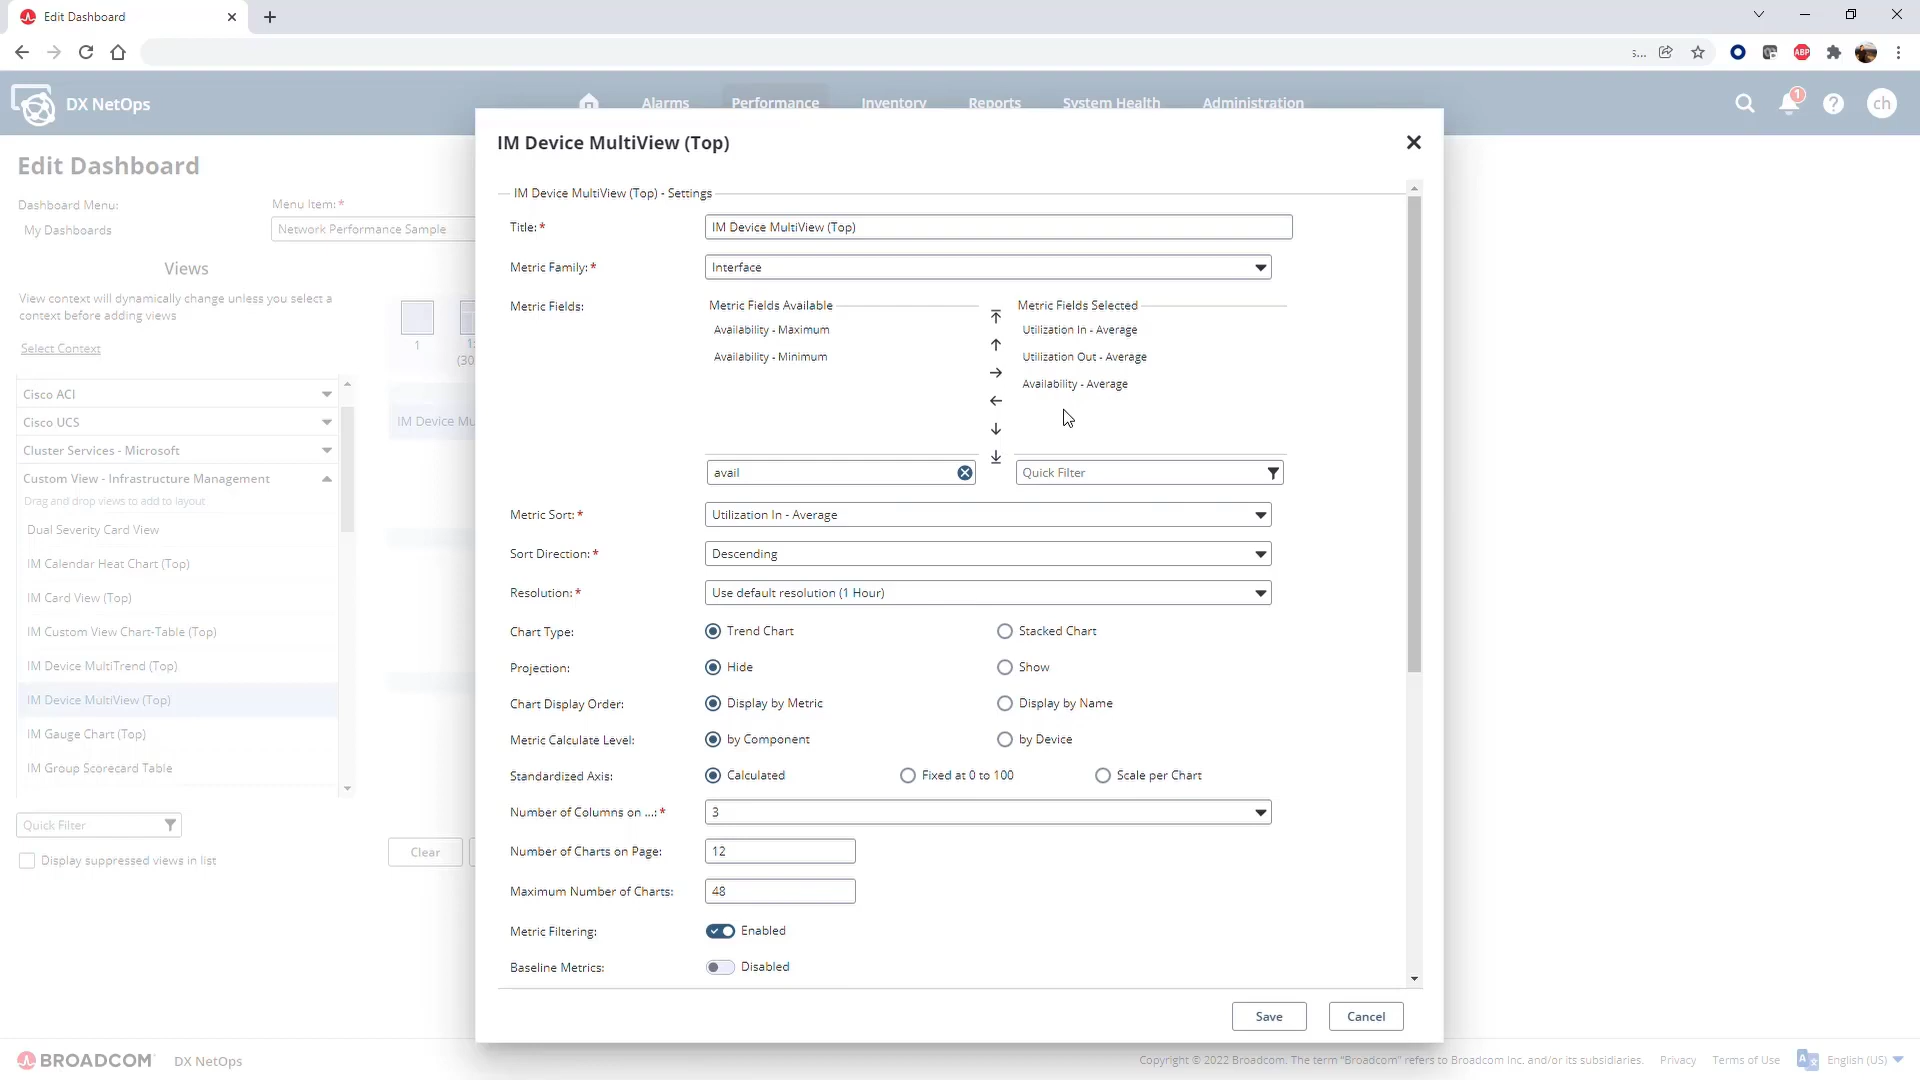 Edit Dashboard
s...
ABP
DX NetOps
Alarms
Performance
Inventory
Reports
System Health
Administration
1
ch
Edit Dashboard
Dashboard Menu:
Menu Item: *
My Dashboards
Network Performance Sample
Views
View context will dynamically change unless you select a
context before adding views
Select Context
1
(30
Cisco ACI
Cisco UCS
Cluster Services - Microsoft
Custom View - Infrastructure Management
Drag and drop views to add to layout
Dual Severity Card View
IM Calendar Heat Chart (Top)
IM Card View (Top)
IM Custom View Chart-Table (Top)
IM Device MultiTrend (Top)
IM Device MultiView (Top)
IM Gauge Chart (Top)
IM Group Scorecard Table
Quick Filter
Display suppressed views in list
IM Device Mu
Clear
IM Device MultiView (Top)
IM Device MultiView (Top) - Settings
Title: *
IM Device MultiView (Top)
Metric Family: *
Interface
Metric Fields:
Metric Fields Available
Availability - Maximum
Availability - Minimum
avail
Metric Fields Selected
Utilization In - Average
Utilization Out - Average
Availability - Average
Quick Filter
Metric Sort: *
Utilization In - Average
Sort Direction: *
Descending
Resolution: *
Use default resolution (1 Hour)
Chart Type:
Trend Chart
Stacked Chart
Projection:
Hide
Show
Chart Display Order:
Display by Metric
Display by Name
Metric Calculate Level:
by Component
by Device
Standardized Axis:
Calculated
Fixed at 0 to 100
Scale per Chart
Number of Columns on ...: *
3
Number of Charts on Page:
12
Maximum Number of Charts:
48
Metric Filtering:
Enabled
Baseline Metrics:
Disabled
Save
Cancel
BROADCOM
DX NetOps
Copyright © 2022 Broadcom. The term "Broadcom" refers to Broadcom Inc. and/or its subsidiaries.
Privacy
Terms of Use
English (US)